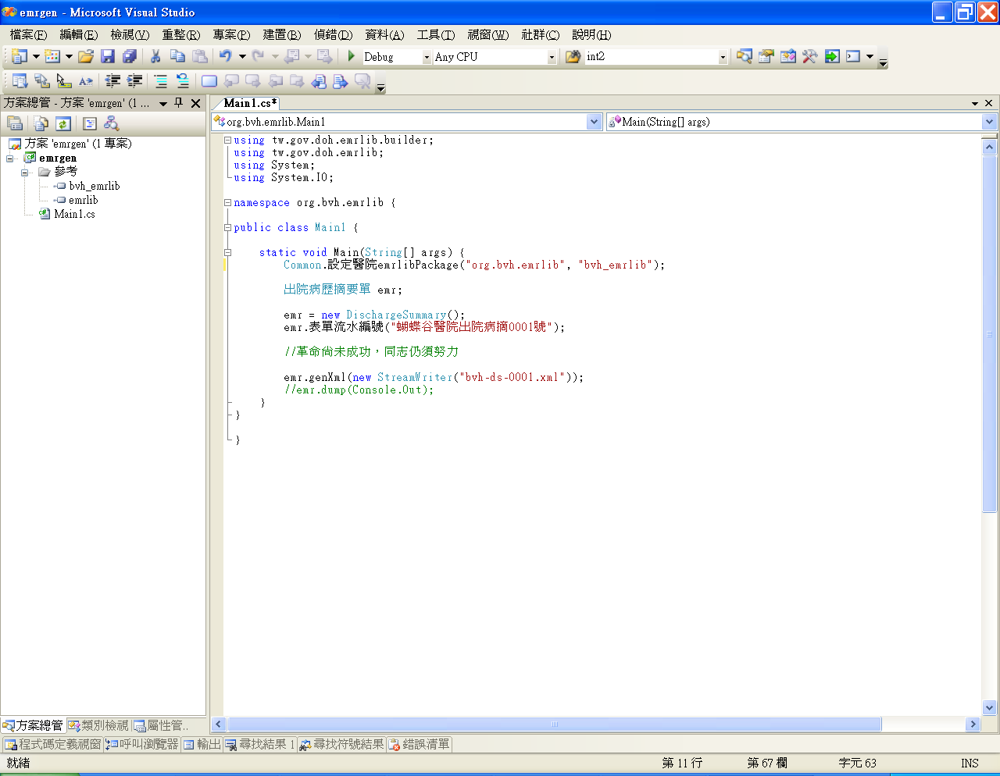 emrgen - Microsoft Visual Studio
檔案(F) 編輯(E) 檢視(V) 重整(R) 專案(P) 建置(B) 偵錯(D) 資料(A) 工具(T) 視窗(W) 社群(C) 說明(H)
Debug Any CPU int2
方案總管 - 方案 'emrgen' (1 ...
Main1.cs*
org.bvh.emrlib.Main1
Main(String[] args)
方案 'emrgen' (1 專案)
emrgen
參考
bvh_emrlib
emrlib
Main1.cs
using tw.gov.doh.emrlib.builder;
using tw.gov.doh.emrlib;
using System;
using System.IO;
namespace org.bvh.emrlib {
public class Main1 {
static void Main(String[] args) {
Common.設定醫院emrlibPackage("org.bvh.emrlib", "bvh_emrlib");
出院病歷摘要單 emr;
emr = new DischargeSummary();
emr.表單流水編號("蝴蝶谷醫院出院病摘0001號");
//革命尚未成功，同志仍須努力
emr.genXml(new StreamWriter("bvh-ds-0001.xml"));
//emr.dump(Console.Out);
}
}
}
方案總管 類別檢視 屬性管..
程式碼定義視窗 呼叫瀏覽器 輸出 尋找結果 1 尋找符號結果 錯誤清單
就緒 第 11 行 第 67 欄 字元 63 INS